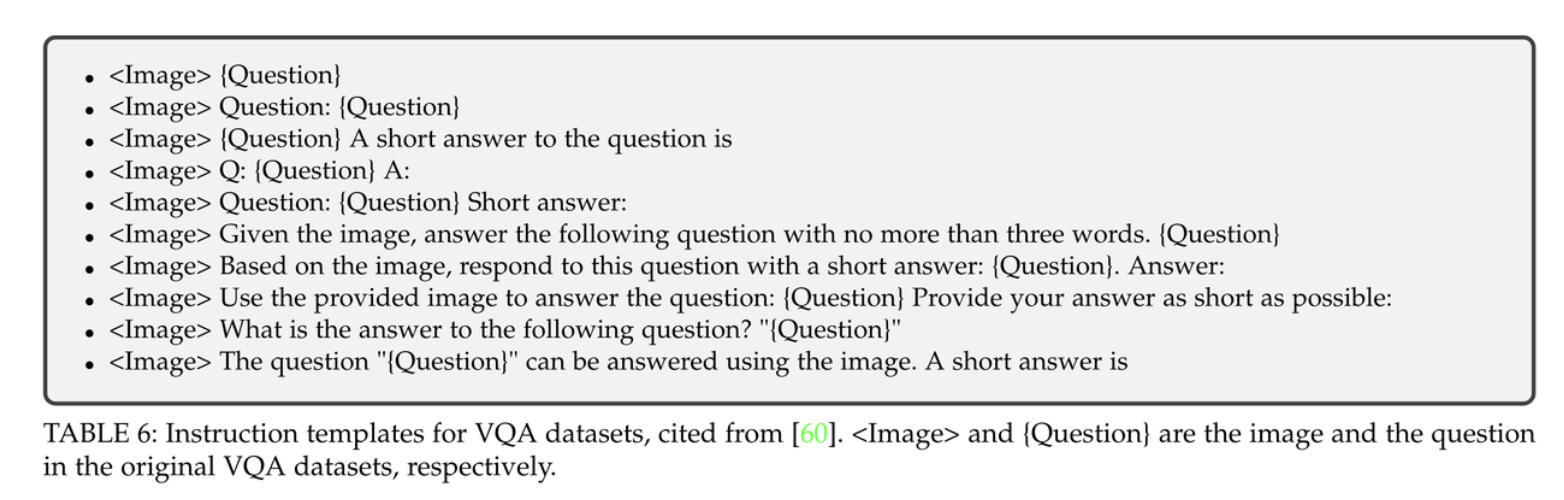 • <Image> {Question}
• <Image> Question: {Question}
• <Image> {Question} A short answer to the question is
• <Image> Q: {Question} A:
• <Image> Question: {Question} Short answer:
• <Image> Given the image, answer the following question with no more than three words. {Question}
• <Image> Based on the image, respond to this question with a short answer: {Question}. Answer:
• <Image> Use the provided image to answer the question: {Question} Provide your answer as short as possible:
• <Image> What is the answer to the following question? "{Question}"
• <Image> The question "{Question}" can be answered using the image. A short answer is
TABLE 6: Instruction templates for VQA datasets, cited from [60]. <Image> and {Question} are the image and the question
in the original VQA datasets, respectively.